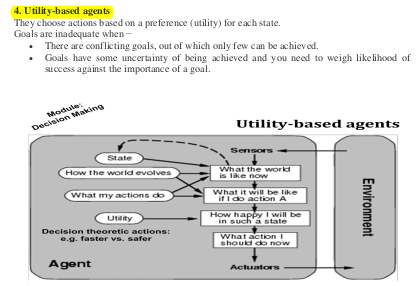 4. Utility-based agents
They choose actions based on a preference (utility) for each state.
Goals are inadequate when −
• There are conflicting goals, out of which only few can be achieved.
• Goals have some uncertainty of being achieved and you need to weigh likelihood of
success against the importance of a goal.
Module:
Decision Making
Utility-based agents
Sensors
State
How the world evolves
What the world
is like now
What my actions do
What it will be like
if I do action A
Utility
How happy I will be
in such a state
Decision theoretic actions:
e.g. faster vs. safer
What action I
should do now
Environment
Agent
Actuators